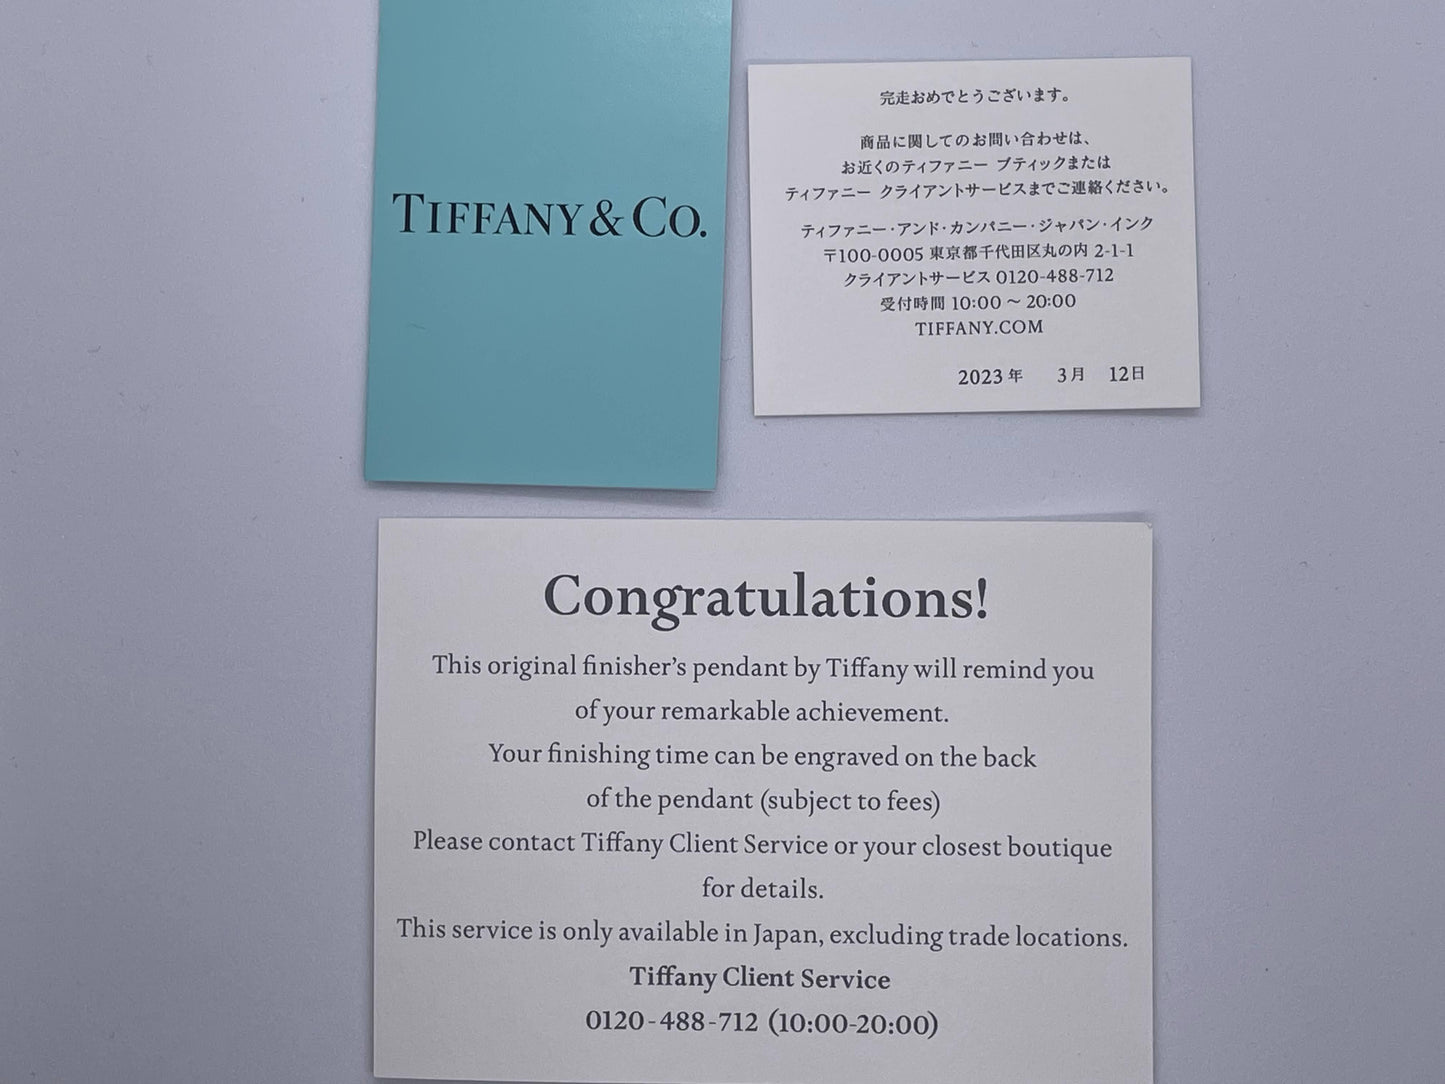 TIFFANY & CO.
完走おめでとうございます。
商品に関してのお問い合わせは、
お近くのティファニー ブティックまたは
ティファニー クライアントサービスまでご連絡ください。
ティファニー・アンド・カンパニー・ジャパン・インク
〒100-0005 東京都千代田区丸の内 2-1-1
クライアントサービス 0120-488-712
受付時間 10:00 〜 20:00
TIFFANY.COM
2023 年 3 月 12日
Congratulations!
This original finisher's pendant by Tiffany will remind you
of your remarkable achievement.
Your finishing time can be engraved on the back
of the pendant (subject to fees)
Please contact Tiffany Client Service or your closest boutique
for details.
This service is only available in Japan, excluding trade locations.
Tiffany Client Service
0120-488-712 (10:00-20:00)